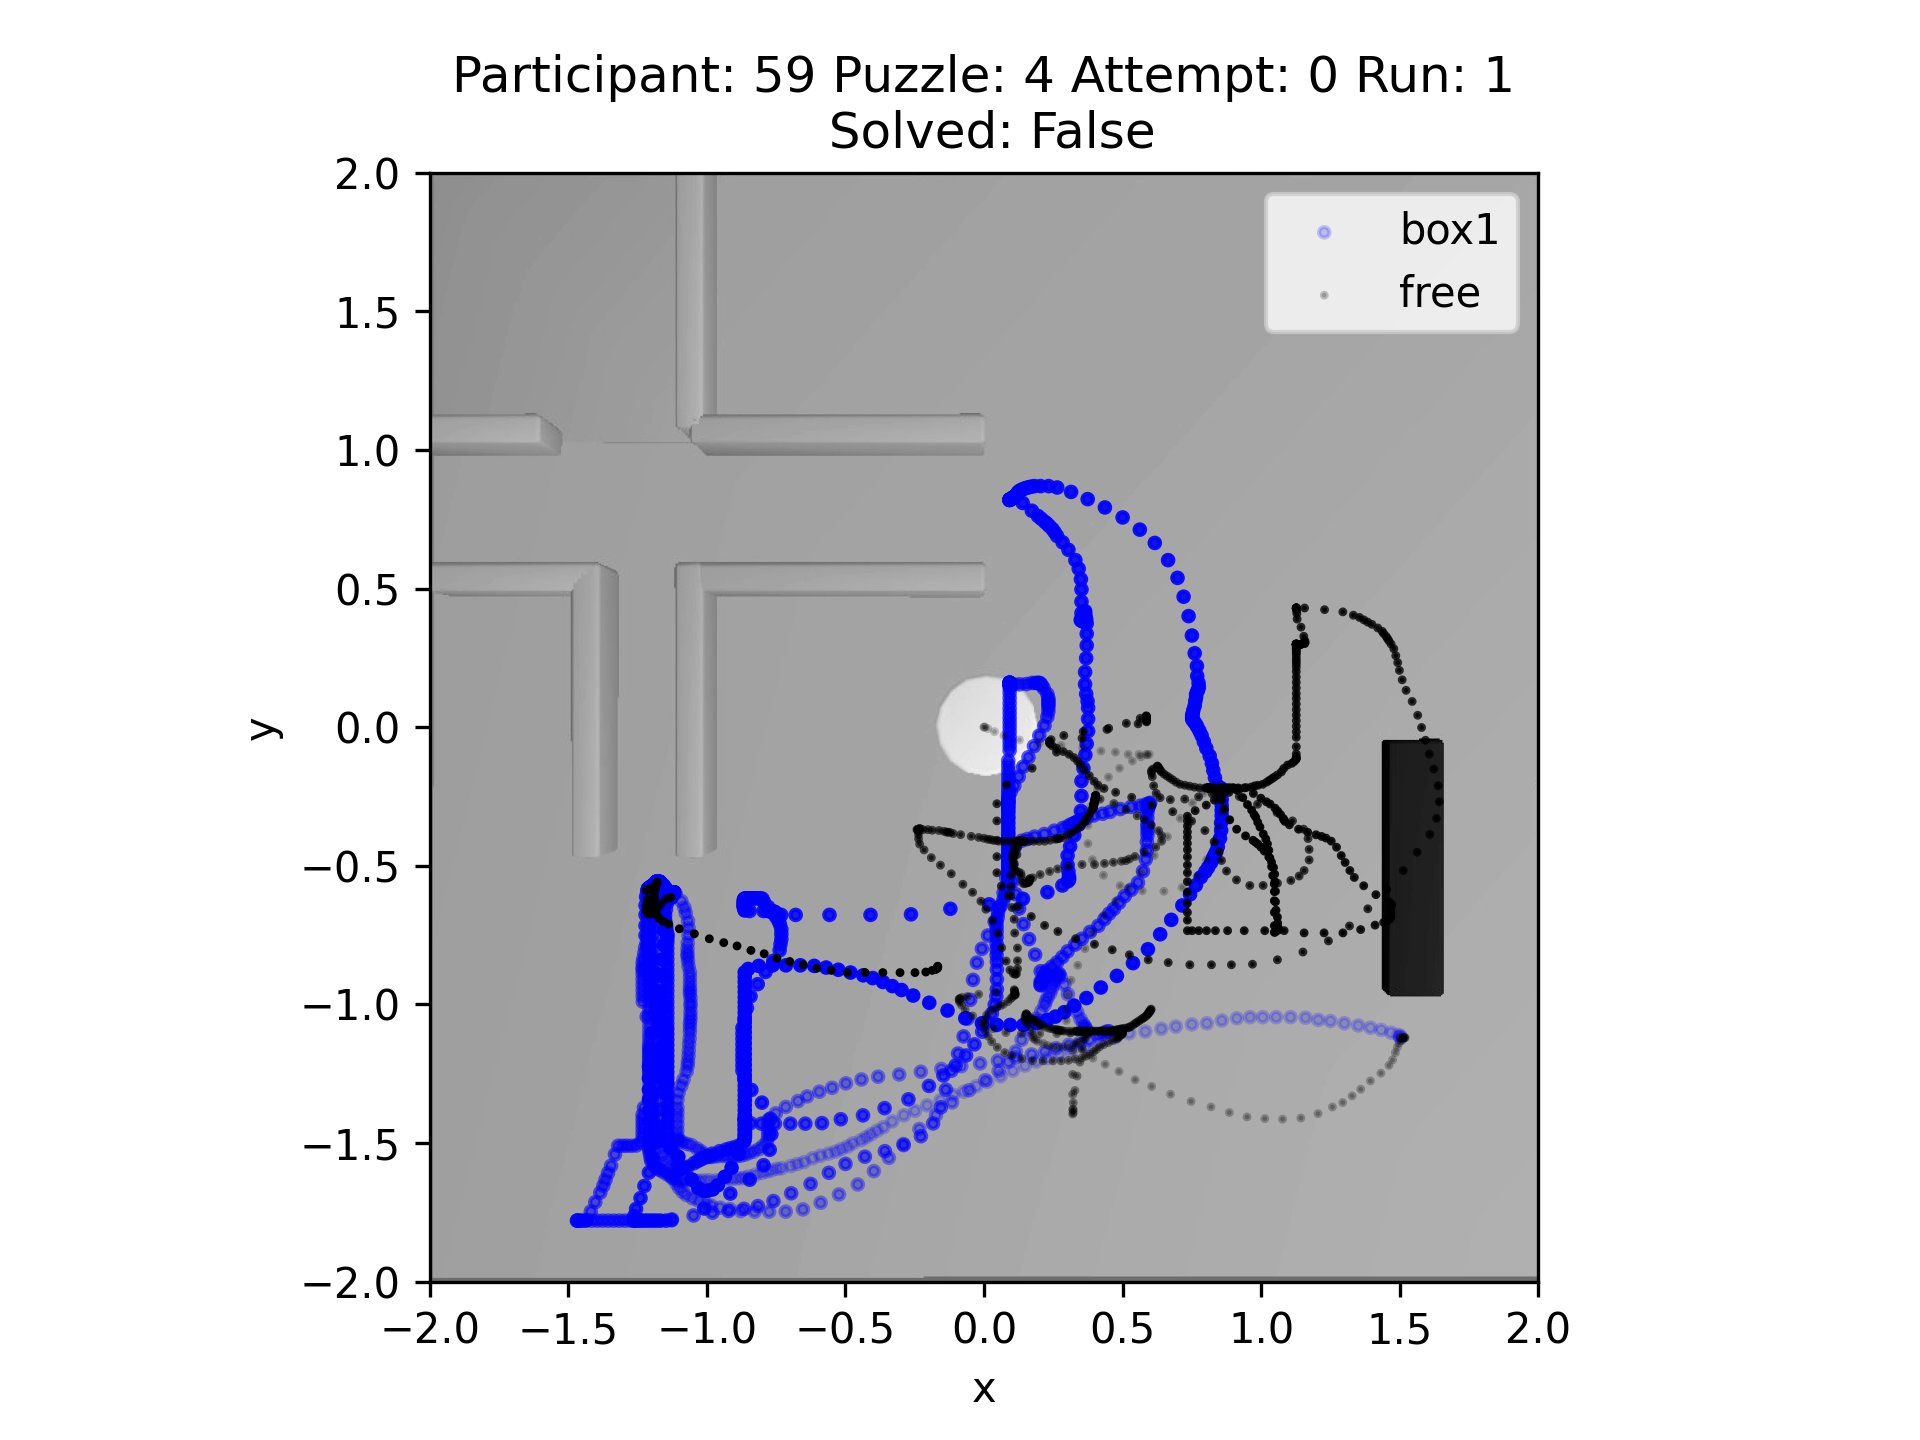 Participant: 59 Puzzle: 4 Attempt: 0 Run: 1
Solved: False
2.0
1.5
1.0
0.5
0.0
−0.5
−1.0
−1.5
−2.0
y
box1
free
−2.0 −1.5 −1.0 −0.5 0.0 0.5 1.0 1.5 2.0
x